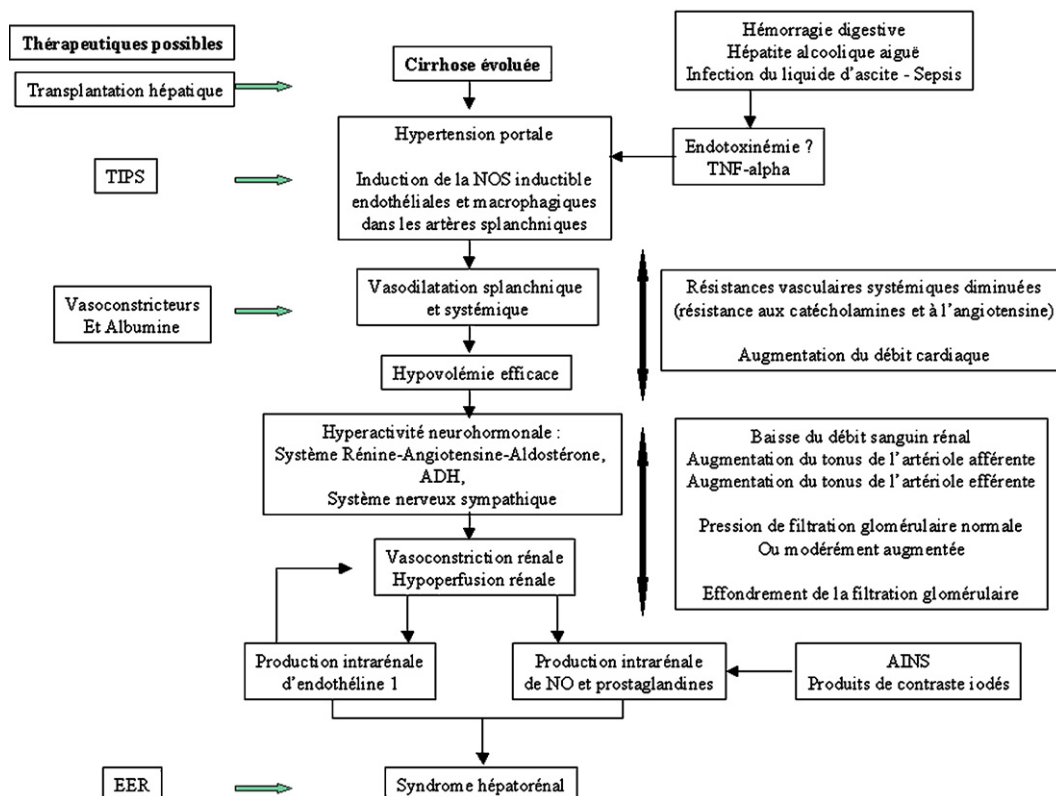 Thérapeutiques possibles
Transplantation hépatique
TIPS
Vasoconstricteurs
Et Albumine
EER
Cirrhose évoluée
Hypertension portale
Induction de la NOS inductible
endothéliales et macrophagiques
dans les artères splanchniques
Vasodilatation splanchnique
et systémique
Hypovolémie efficace
Hyperactivité neurohormonale :
Système Rénine-Angiotensine-Aldostérone,
ADH,
Système nerveux sympathique
Vasoconstriction rénale
Hypoperfusion rénale
Production intrarénale
d'endothéline 1
Production intrarénale
de NO et prostaglandines
Syndrome hépatorénal
Hémorragie digestive
Hépatite alcoolique aiguë
Infection du liquide d'ascite - Sepsis
Endotoxinémie ?
TNF-alpha
Résistances vasculaires systémiques diminuées
(résistance aux catécholamines et à l'angiotensine)
Augmentation du débit cardiaque
Baisse du débit sanguin rénal
Augmentation du tonus de l'artériole afférente
Augmentation du tonus de l'artériole efférente
Pression de filtration glomérulaire normale
Ou modérément augmentée
Effondrement de la filtration glomérulaire
AINS
Produits de contraste iodés